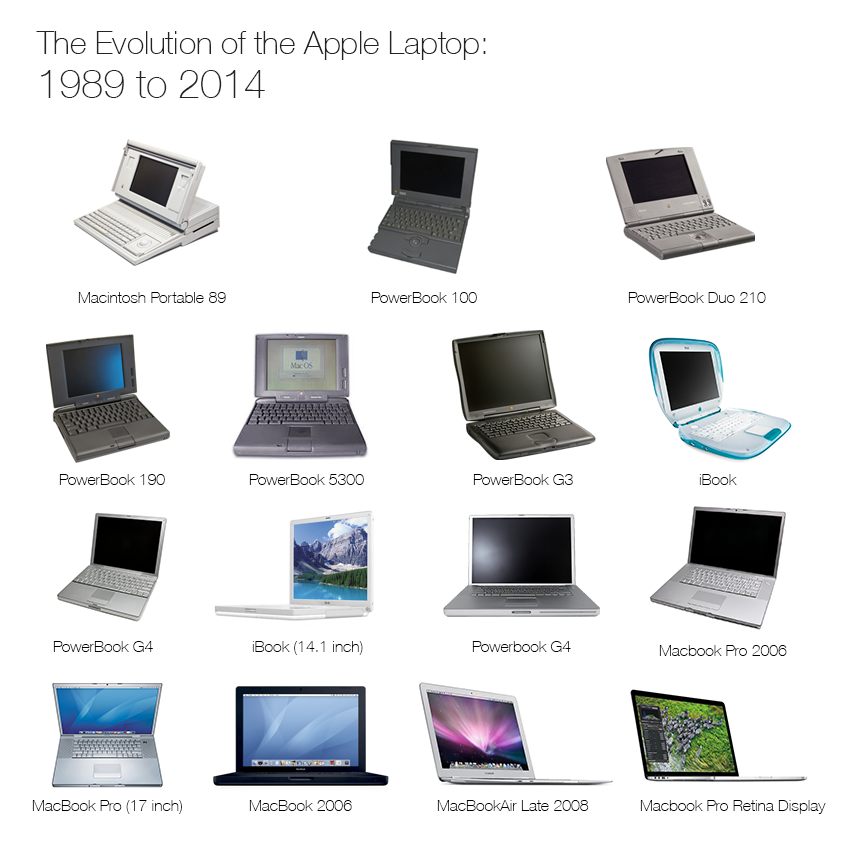 The Evolution of the Apple Laptop:
1989 to 2014
Macintosh Portable 89
PowerBook 100
PowerBook Duo 210
Mac OS
PowerBook 190
PowerBook 5300
PowerBook G3
iBook
PowerBook G4
iBook (14.1 inch)
Powerbook G4
Macbook Pro 2006
MacBook Pro (17 inch)
MacBook 2006
MacBookAir Late 2008
Macbook Pro Retina Display